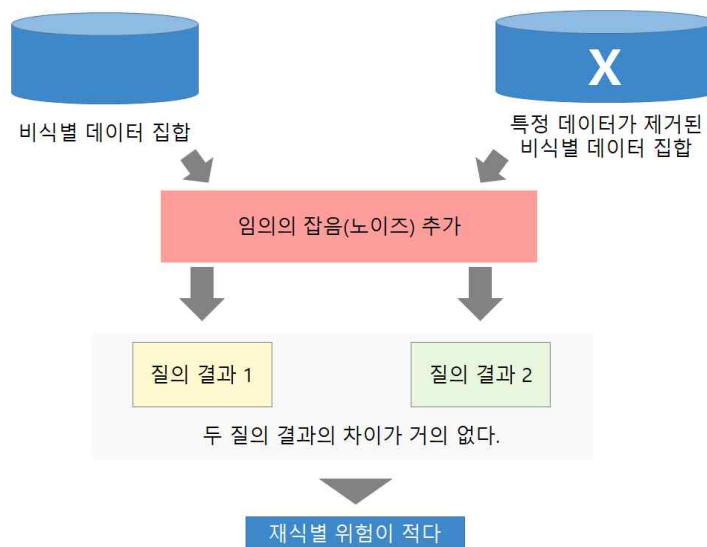 X
비식별 데이터 집합
특정 데이터가 제거된
비식별 데이터 집합
임의의 잡음(노이즈) 추가
질의 결과 1
질의 결과 2
두 질의 결과의 차이가 거의 없다.
재식별 위험이 적다